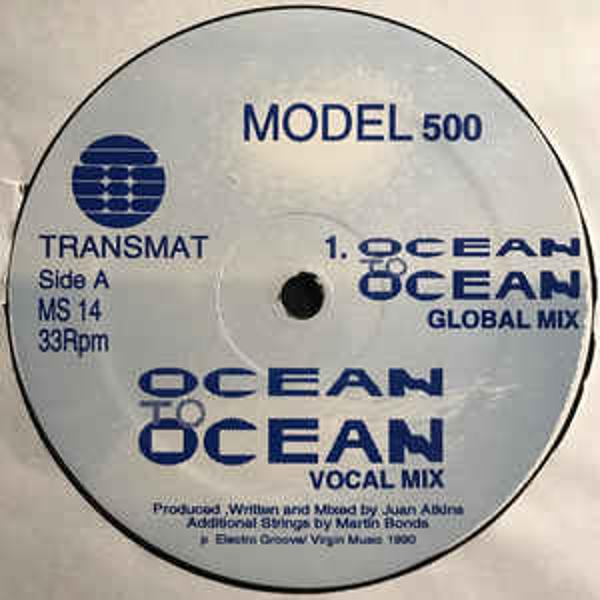 MODEL 500
TRANSMAT
Side A
MS 14
33Rpm
1. OCEAN
TO
OCEAN
GLOBAL MIX
OCEAN
TO
OCEAN
VOCAL MIX
Produced ,Written and Mixed by Juan Atkins
Additional Strings by Martin Bonds
p Electro Groove/ Virgin Music 1990